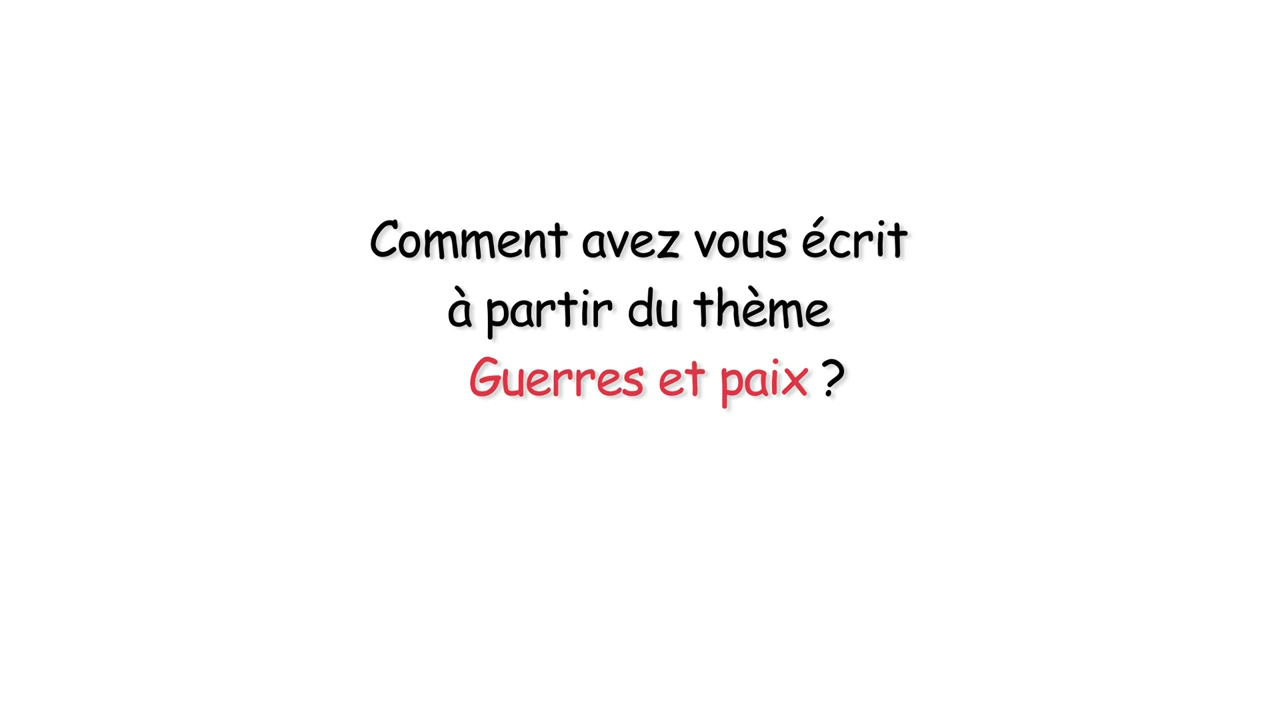 Comment avez vous écrit
à partir du thème
Guerres et paix ?